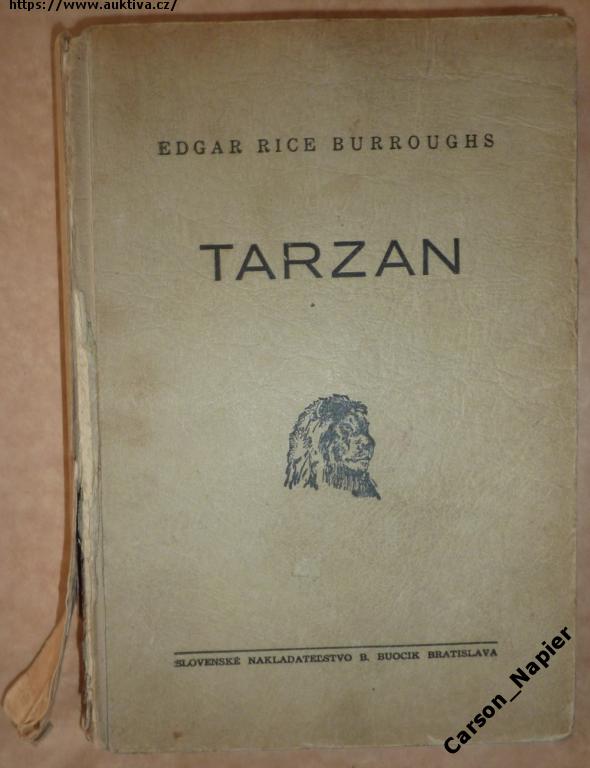 https://www.auktiva.cz/
EDGAR RICE BURROUGHS
TARZAN
SLOVENSKÉ NAKLADATEĽSTVO B. BUOCIK BRATISLAVA
Carson_Napier